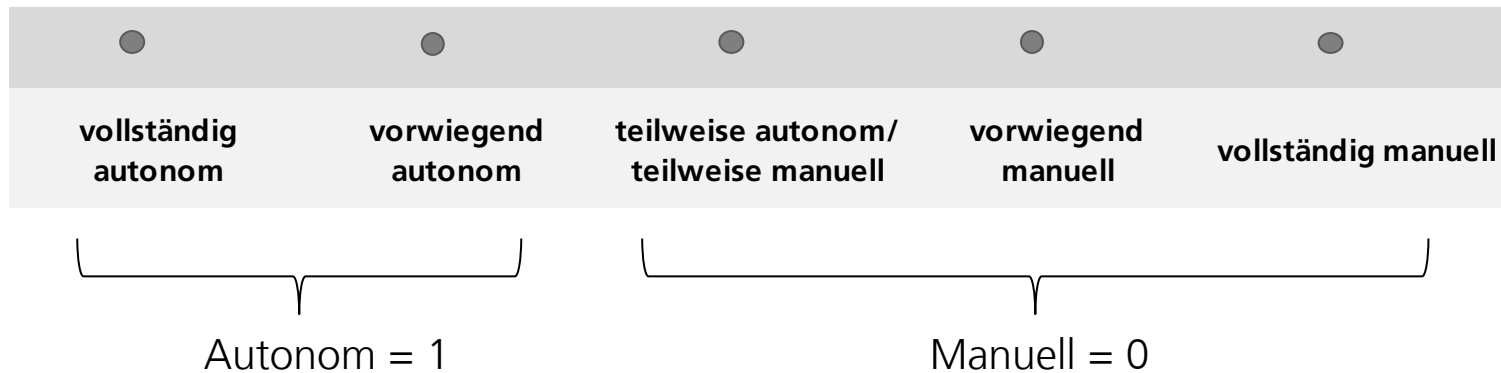 vollständig
autonom
vorwiegend
autonom
teilweise autonom/
teilweise manuell
vorwiegend
manuell
vollständig manuell
Autonom = 1
Manuell = 0